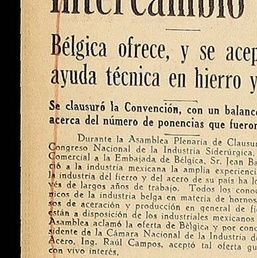 Intercambio
Bélgica ofrece, y se acep
ayuda técnica en hierro y
Se clausuró la Convención, con un balanc
acerca del número de ponencias que fueron
Durante la Asamblea Plenaria de Clausu
Congreso Nacional de la Industria Siderúrgica,
Comercial a la Embajada de Bélgica, Sr. Jean Ba
ció a la industria mexicana la amplia experienci
la industria del fierro y del acero de su país ha l
vés de largos años de trabajo. Todos los conoc
nicos de la industria belga en materia de hornos
sos de aceración y producción en general de fie
están a disposición de los industriales mexicanos
Asamblea aclamó la oferta de Bélgica y por conc
sidente de la Cámara Nacional de la Industria d
Acero, Ing. Raúl Campos, aceptó tal oferta qu
con vivo interés.